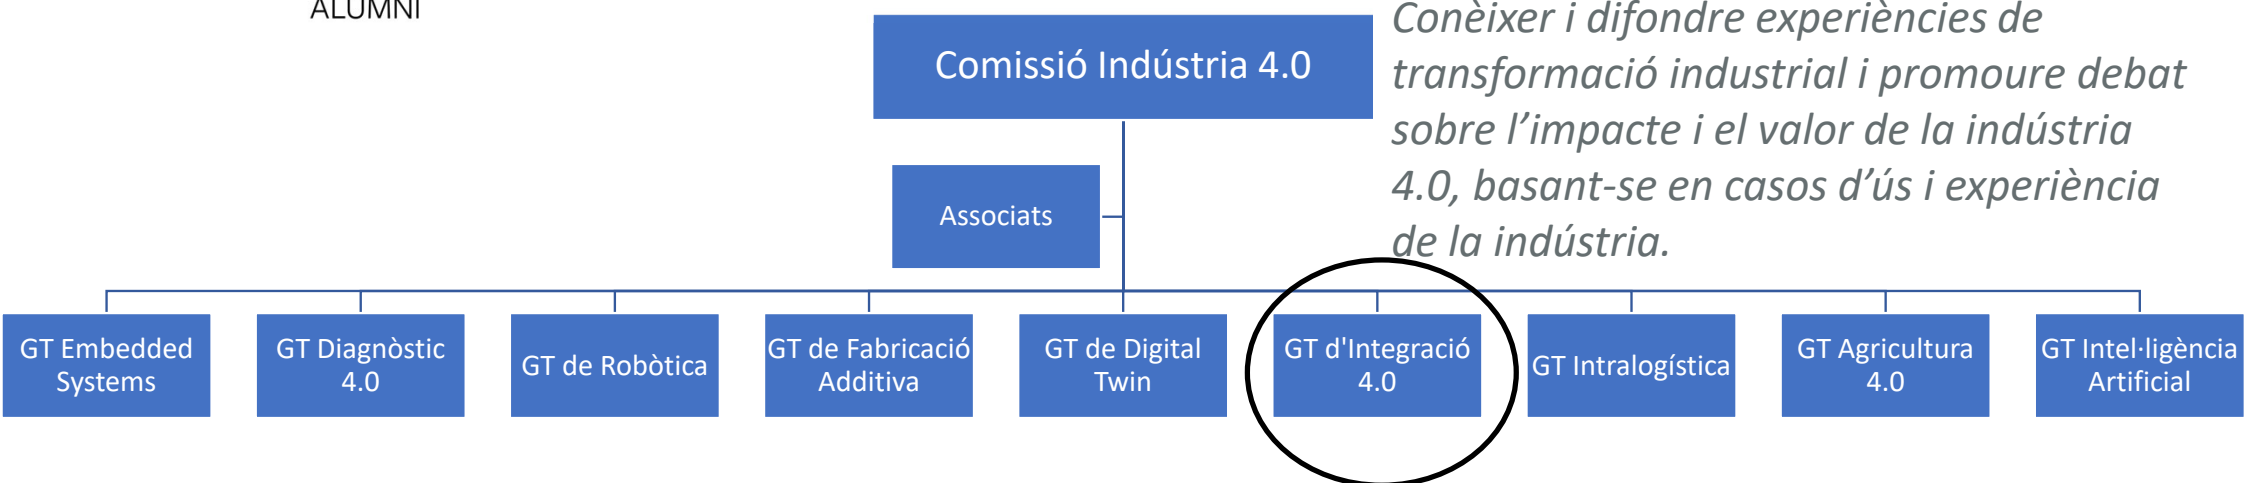 ALUMNI
Comissió Indústria 4.0
Conèixer i difondre experiències de
transformació industrial i promoure debat
sobre l’impacte i el valor de la indústria
4.0, basant-se en casos d’ús i experiència
de la indústria.
Associats
GT Embedded
Systems
GT Diagnòstic
4.0
GT de Robòtica
GT de Fabricació
Additiva
GT de Digital
Twin
GT d'Integració
4.0
GT Intralogística
GT Agricultura
4.0
GT Intel·ligència
Artificial